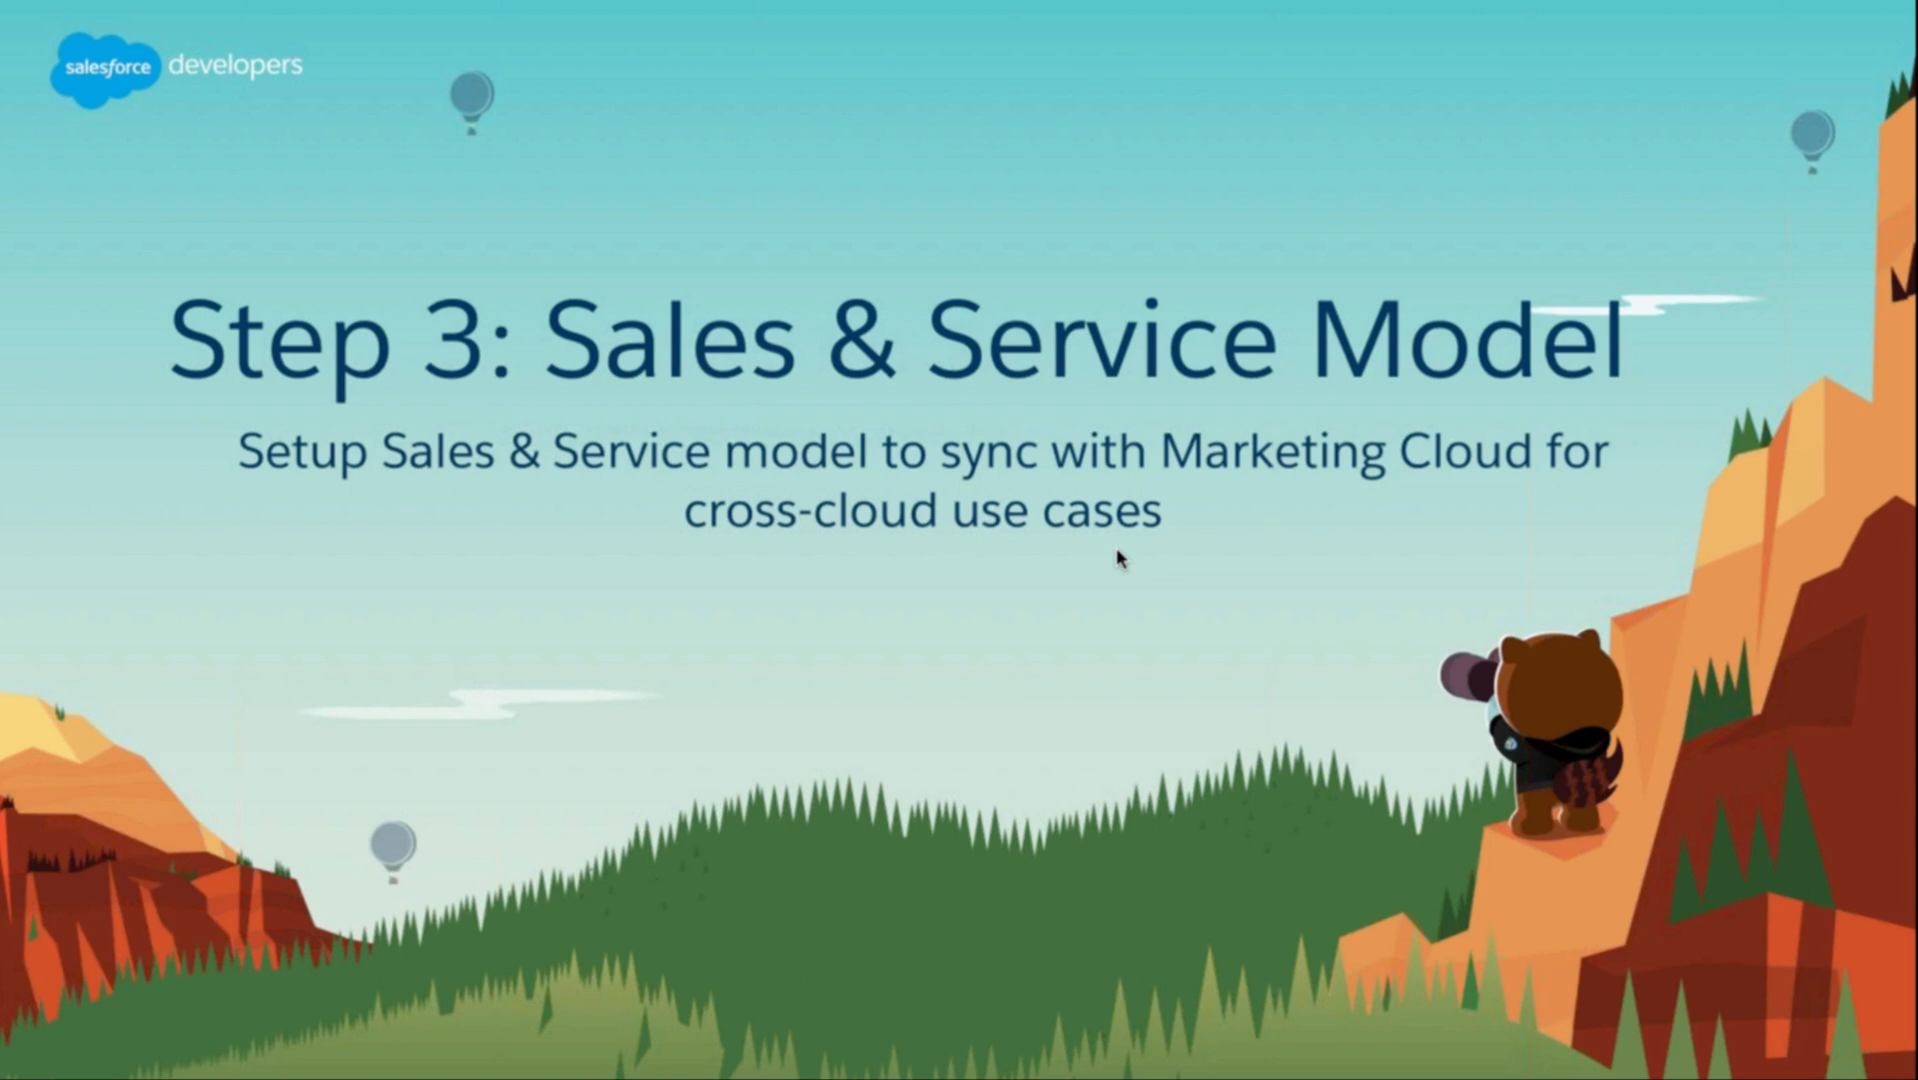 salesforce developers
Step 3: Sales & Service Model
Setup Sales & Service model to sync with Marketing Cloud for
cross-cloud use cases